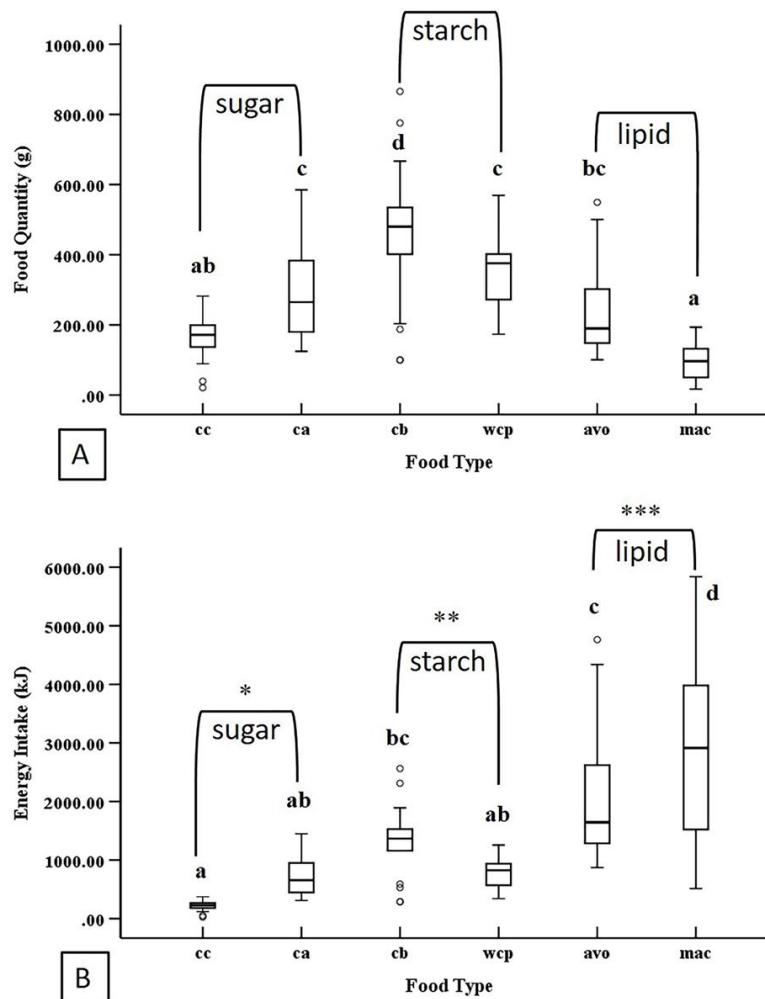 starch
1000.00
sugar
800.00
lipid
d
c
c
bc
600.00
Food Quantity (g)
400.00
ab
a
200.00
.00
cc ca cb wcp avo mac
Food Type
A
***
lipid
6000.00
d
c
5000.00
**
starch
4000.00
*
sugar
bc
3000.00
Energy Intake (kJ)
2000.00
ab
ab
a
1000.00
.00
cc ca cb wcp avo mac
Food Type
B